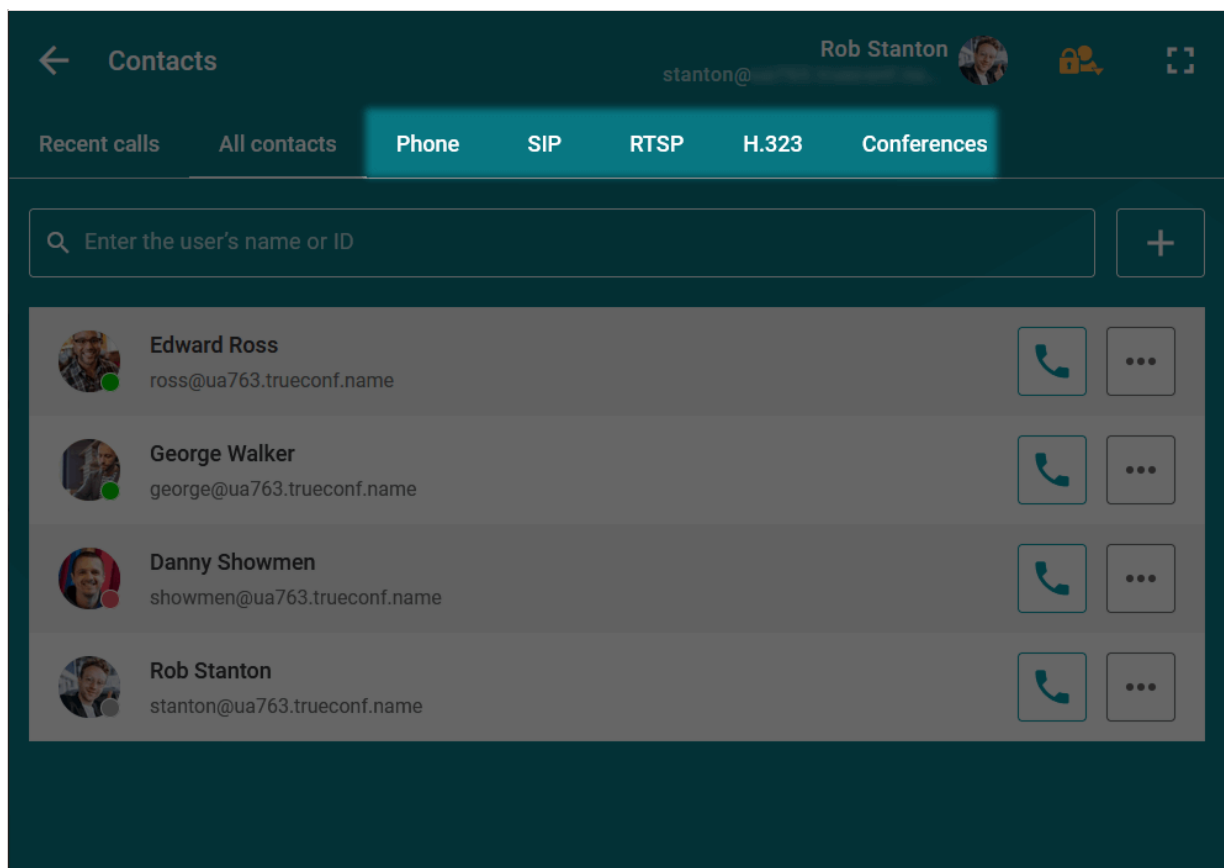 Contacts
Rob Stanton
stanton@
Recent calls All contacts Phone SIP RTSP H.323 Conferences
Enter the user's name or ID
Edward Ross
ross@ua763.trueconf.name
George Walker
george@ua763.trueconf.name
Danny Showmen
showmen@ua763.trueconf.name
Rob Stanton
stanton@ua763.trueconf.name